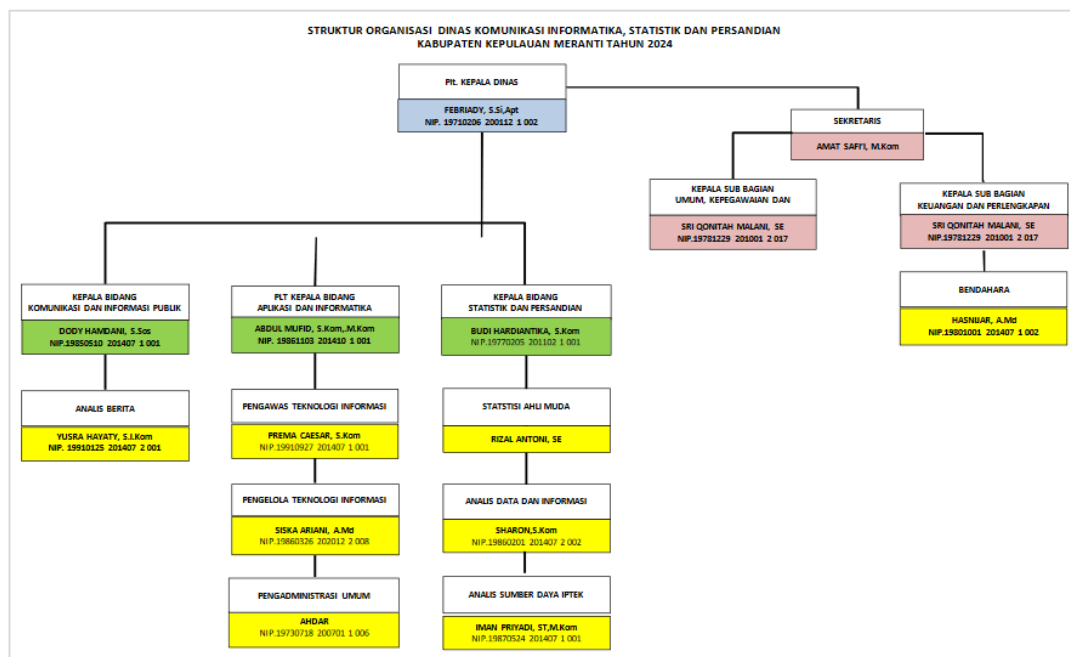 STRUKTUR ORGANISASI DINAS KOMUNIKASI INFORMATIKA, STATISTIK DAN PERSANDIAN
KABUPATEN KEPULAUAN MERANTI TAHUN 2024
Plt. KEPALA DINAS
FEBRIADY, S.Si,Apt
NIP. 19710206 200112 1 002
SEKRETARIS
AMAT SAFI'I, M.Kom
KEPALA SUB BAGIAN
UMUM, KEPEGAWAIAN DAN
SRI QONITAH MALANI, SE
NIP.19781229 201001 2 017
KEPALA SUB BAGIAN
KEUANGAN DAN PERLENGKAPAN
SRI QONITAH MALANI, SE
NIP.19781229 201001 2 017
BENDAHARA
HASNIJAR, A.Md
NIP.19801001 201407 1 002
KEPALA BIDANG
KOMUNIKASI DAN INFORMASI PUBLIK
DODY HAMDANI, S.Sos
NIP.19850510 201407 1 001
ANALIS BERITA
YUSRA HAYATY, S.I.Kom
NIP. 19910125 201407 2 001
PLT KEPALA BIDANG
APLIKASI DAN INFORMATIKA
ABDUL MUFID, S.Kom,.M.Kom
NIP. 19861103 201410 1 001
PENGAWAS TEKNOLOGI INFORMASI
PREMA CAESAR, S.Kom
NIP.19910927 201407 1 001
PENGELOLA TEKNOLOGI INFORMASI
SISKA ARIANI, A.Md
NIP.19860326 202012 2 008
PENGADMINISTRASI UMUM
AHDAR
NIP.19730718 200701 1 006
KEPALA BIDANG
STATISTIK DAN PERSANDIAN
BUDI HARDIANTIKA, S.Kom
NIP.19770205 201102 1 001
STATSTISI AHLI MUDA
RIZAL ANTONI, SE
ANALIS DATA DAN INFORMASI
SHARON,S.Kom
NIP.19860201 201407 2 002
ANALIS SUMBER DAYA IPTEK
IMAN PRIYADI, ST,M.Kom
NIP.19870524 201407 1 001